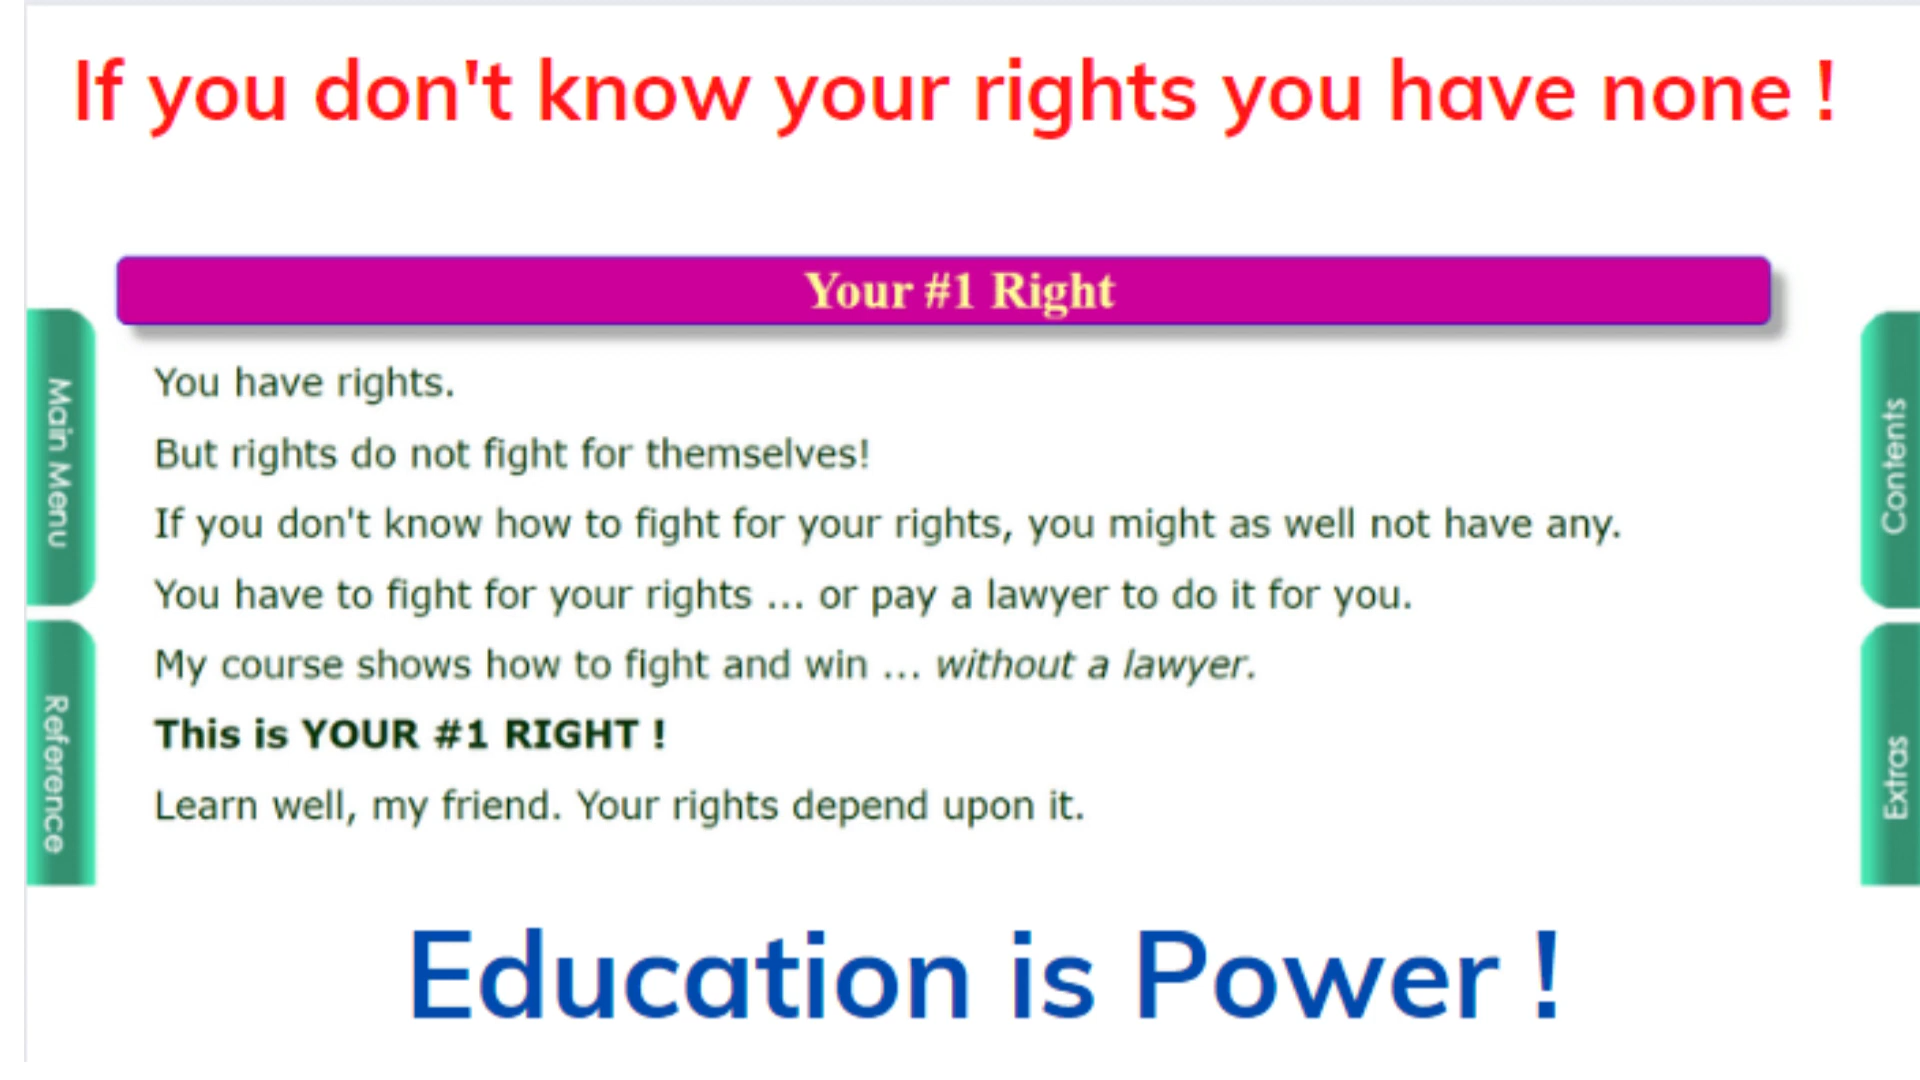 If you don't know your rights you have none !
Your #1 Right
Main Menu
Reference
You have rights.
But rights do not fight for themselves!
If you don't know how to fight for your rights, you might as well not have any.
You have to fight for your rights ... or pay a lawyer to do it for you.
My course shows how to fight and win ... without a lawyer.
This is YOUR #1 RIGHT !
Learn well, my friend. Your rights depend upon it.
Contents
Extras
Education is Power !